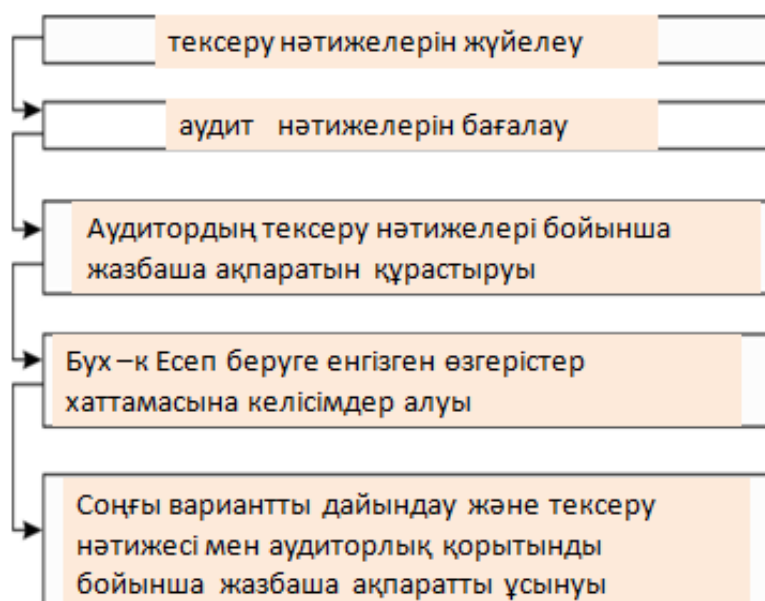 тексеру нәтижелерін жүйелеу
аудит нәтижелерін бағалау
Аудитордың тексеру нәтижелері бойынша
жазбаша ақпаратын құрастыруы
Бух –к Есеп беруге енгізген өзгерістер
хаттамасына келісімдер алуы
Соңғы вариантты дайындау және тексеру
нәтижесі мен аудиторлық қорытынды
бойынша жазбаша ақпаратты ұсынуы